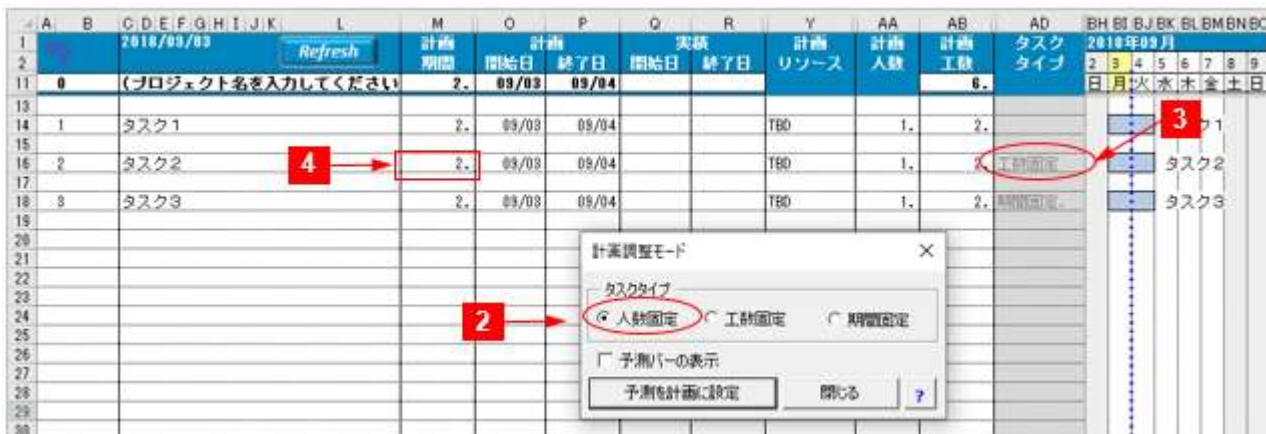 A B C D E F G H I J K L M O P Q R Y AA AB AD BH BI BJ BK BL BM BN BO
1 2018/09/03 Refresh 計画 計画 実績 計画 計画 計画 タスク 2018年09月
2 期間 開始日 終了日 開始日 終了日 リソース 人数 工数 タイプ 2 3 4 5 6 7 8 9
11 0 (プロジェクト名を入力してください 2. 09/03 09/04 6. 日 月 火 水 木 金 土 日
13
14 1 タスク1 2. 09/03 09/04 TBD 1. 2. 3 ク1
15
16 2 タスク2 4 2. 09/03 09/04 TBD 1. 2. 工数固定 タスク2
17
18 3 タスク3 2. 09/03 09/04 TBD 1. 2. 期間固定. タスク3
19
20
21
22
23
24
25
26
27
28
29
30
計画調整モード ×
タスクタイプ
2 人数固定 工数固定 期間固定
予測バーの表示
予測を計画に設定 閉じる ?